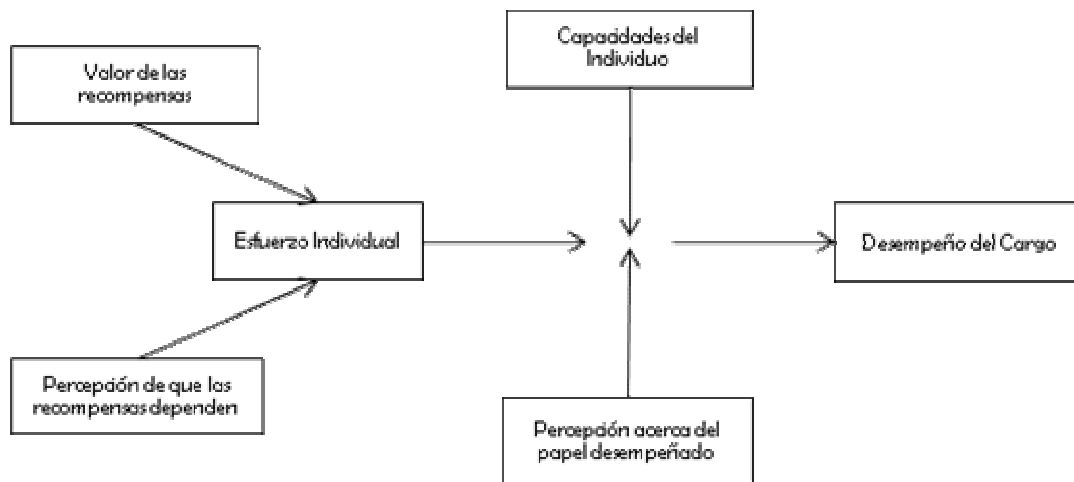 Capacidades del
Individuo
Valor de las
recompensas
Esfuerzo Individual
Desempeño del Cargo
Percepción de que las
recompensas dependen
Percepción acerca del
papel desempeñado